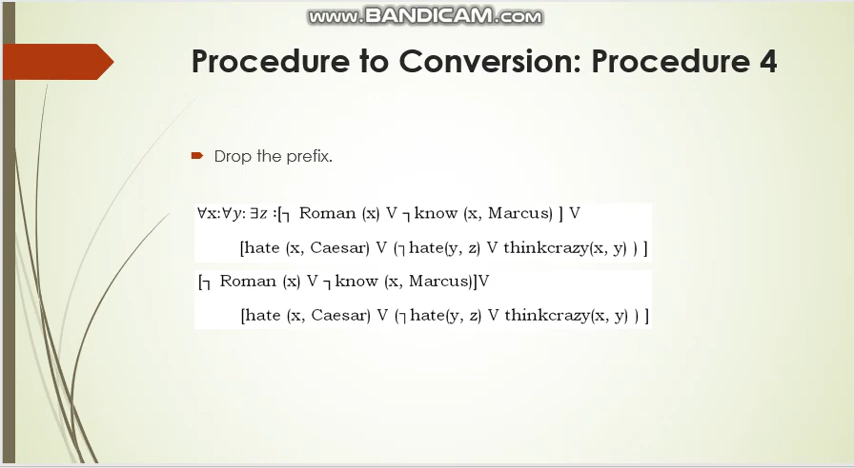 www.BANDICAM.com
Procedure to Conversion: Procedure 4
Drop the prefix.
∀x:∀y: ∃z :[┐ Roman (x) V ┐know (x, Marcus) ] V
[hate (x, Caesar) V (┐hate(y, z) V thinkcrazy(x, y) ) ]
[┐ Roman (x) V ┐know (x, Marcus)]V
[hate (x, Caesar) V (┐hate(y, z) V thinkcrazy(x, y) ) ]